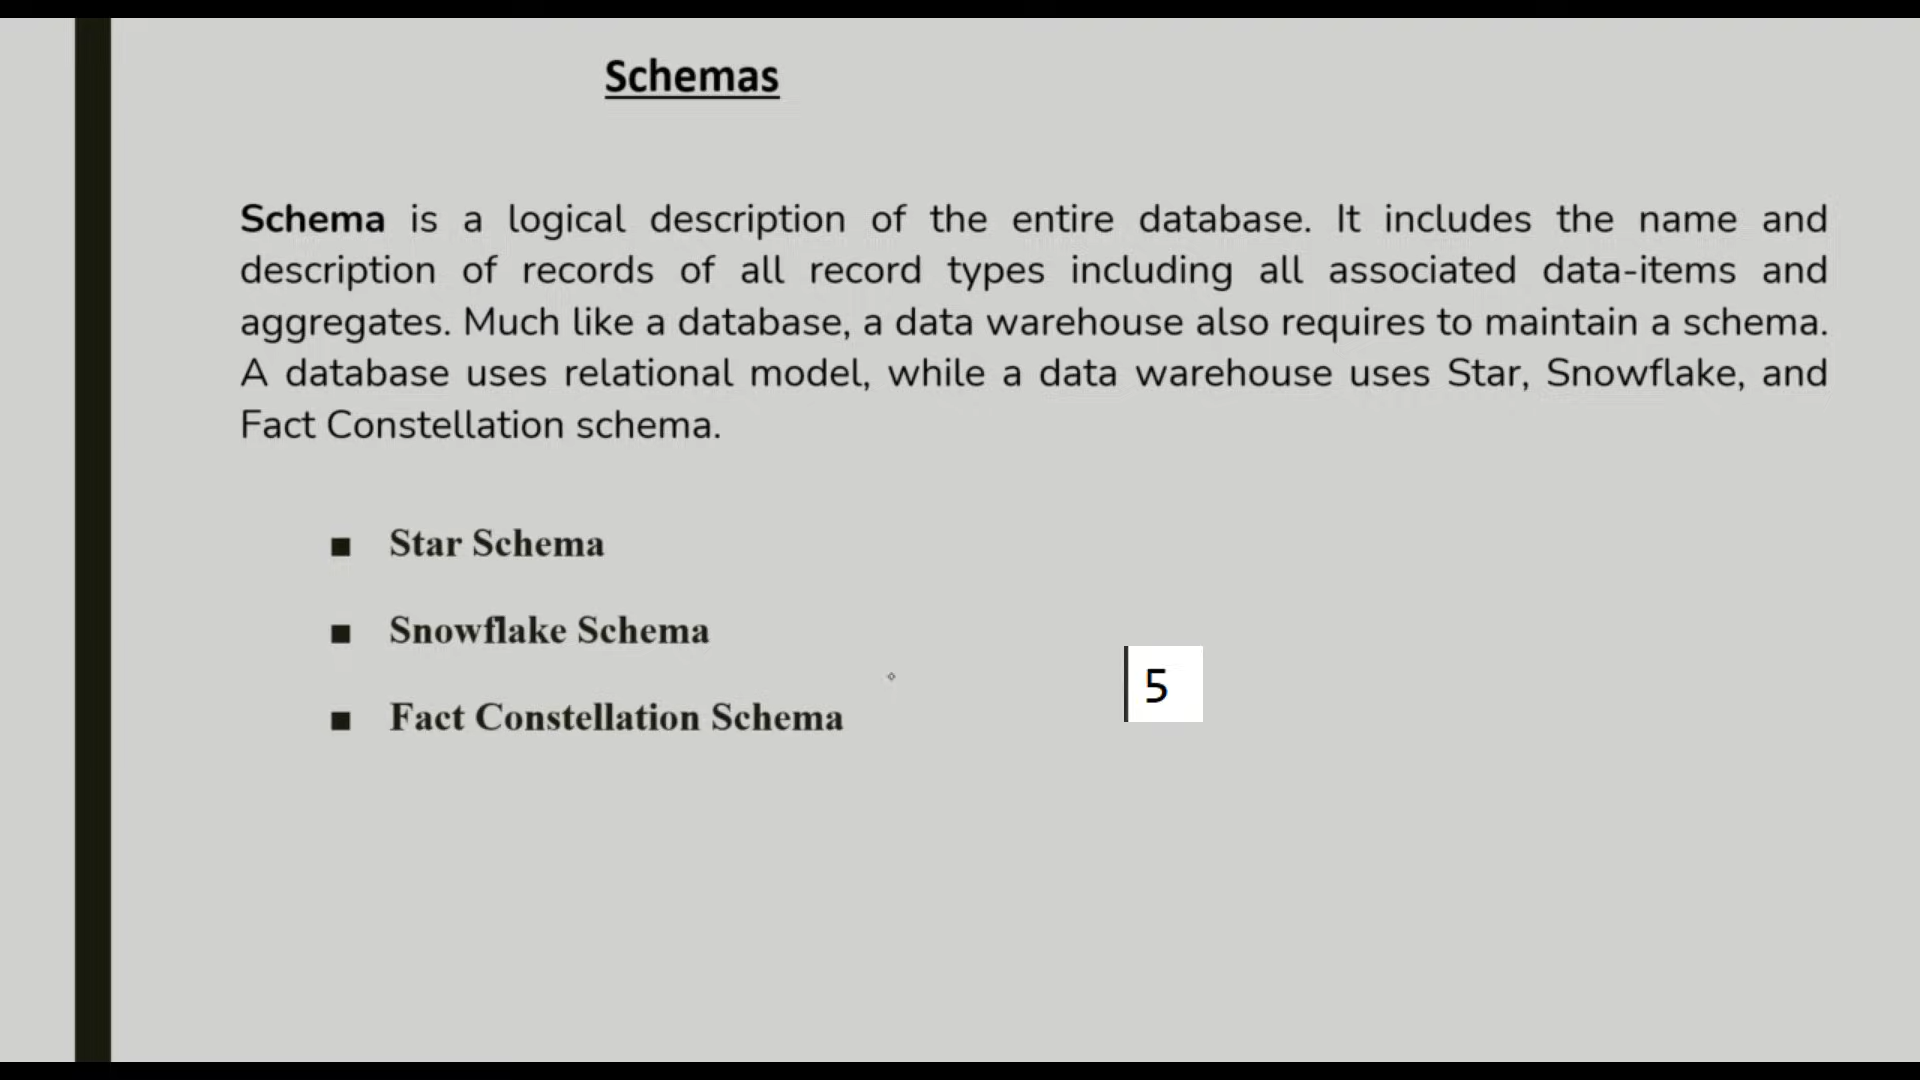 Schemas
Schema is a logical description of the entire database. It includes the name and
description of records of all record types including all associated data-items and
aggregates. Much like a database, a data warehouse also requires to maintain a schema.
A database uses relational model, while a data warehouse uses Star, Snowflake, and
Fact Constellation schema.
■ Star Schema
■ Snowflake Schema
■ Fact Constellation Schema
5